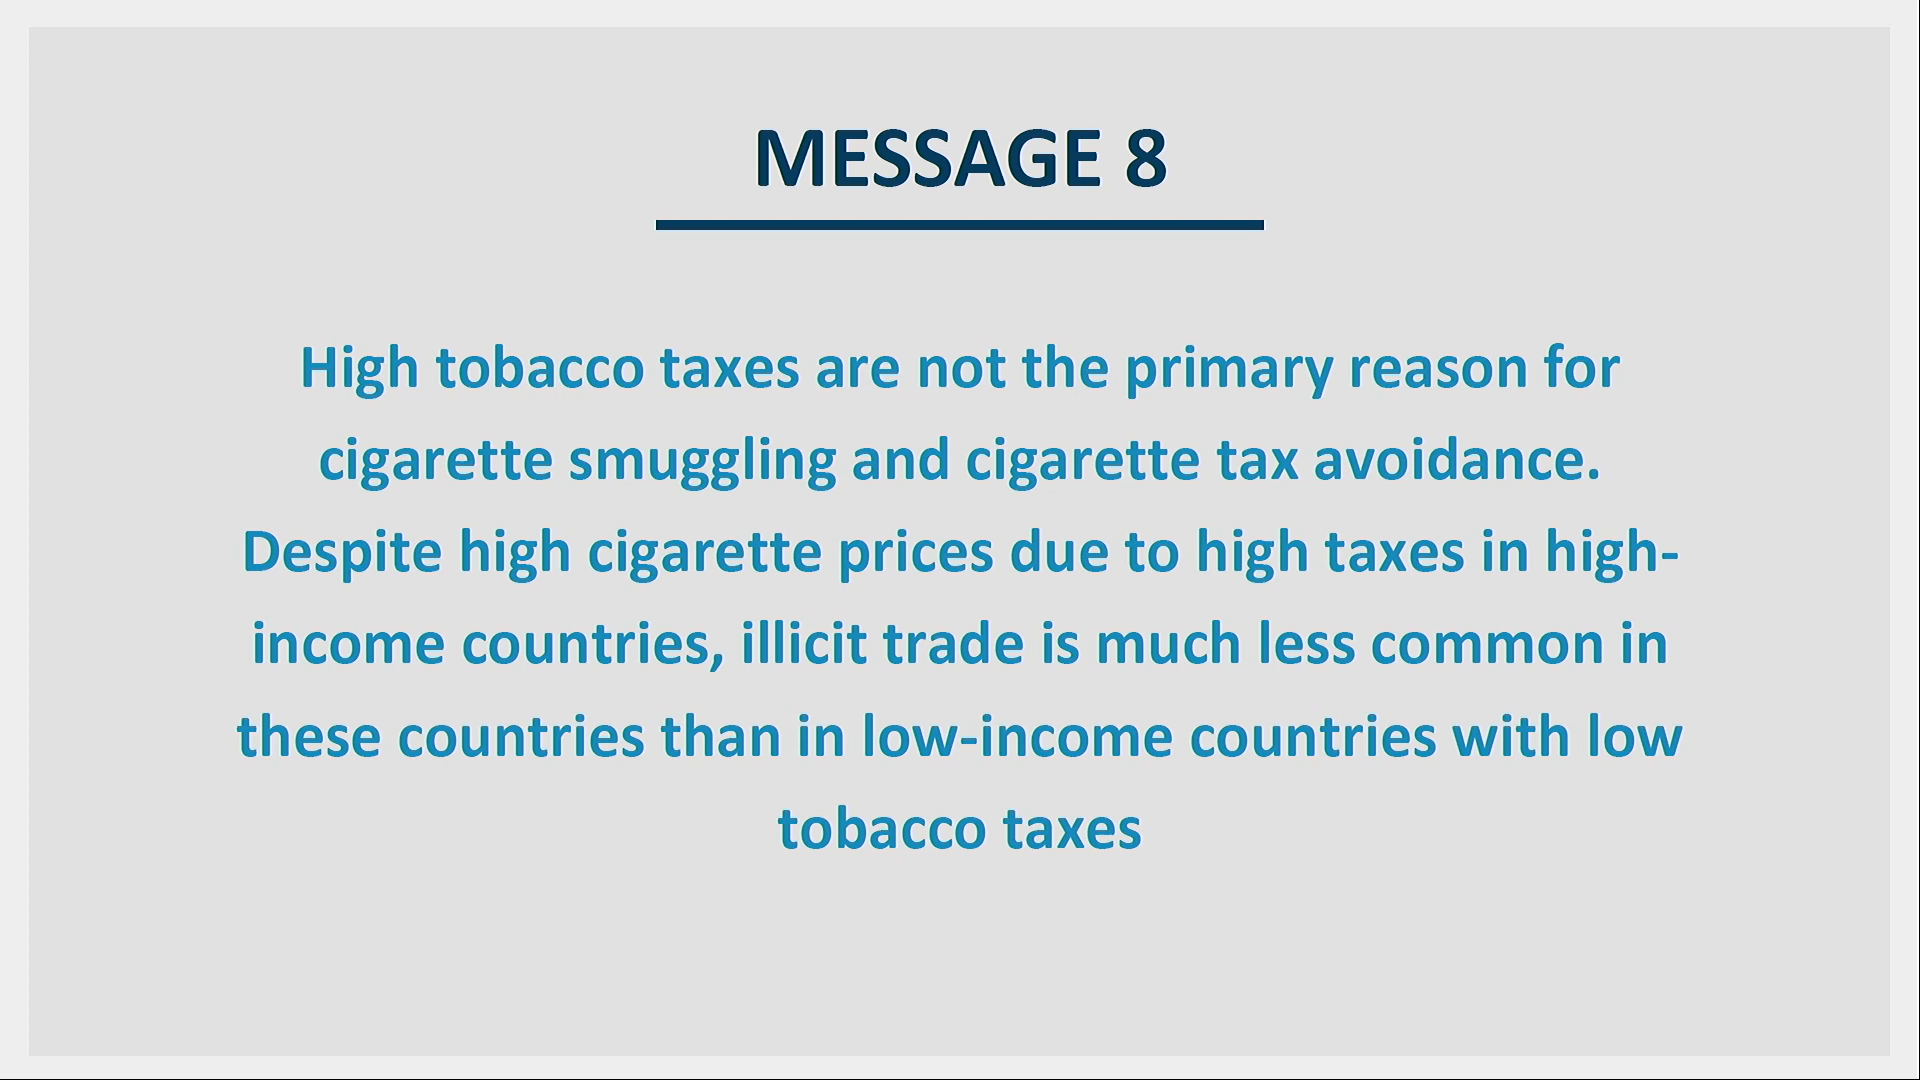 MESSAGE 8
High tobacco taxes are not the primary reason for
cigarette smuggling and cigarette tax avoidance.
Despite high cigarette prices due to high taxes in high-
income countries, illicit trade is much less common in
these countries than in low-income countries with low
tobacco taxes